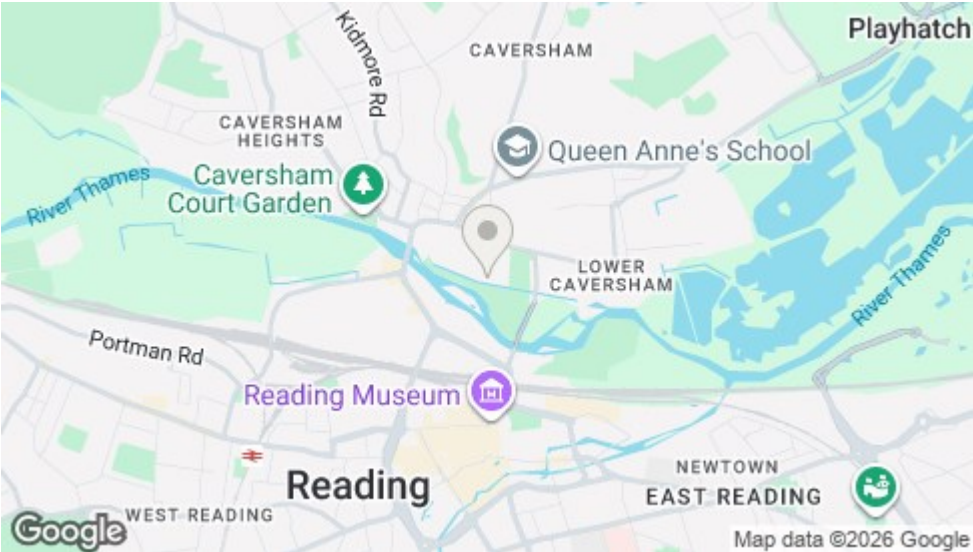 Playhatch
CAVERSHAM
Kidmore Rd
CAVERSHAM
HEIGHTS
Queen Anne's School
Caversham
Court Garden
River Thames
LOWER
CAVERSHAM
River Thames
Portman Rd
Reading Museum
Reading
NEWTOWN
EAST READING
WEST READING
Google
Map data ©2026 Google